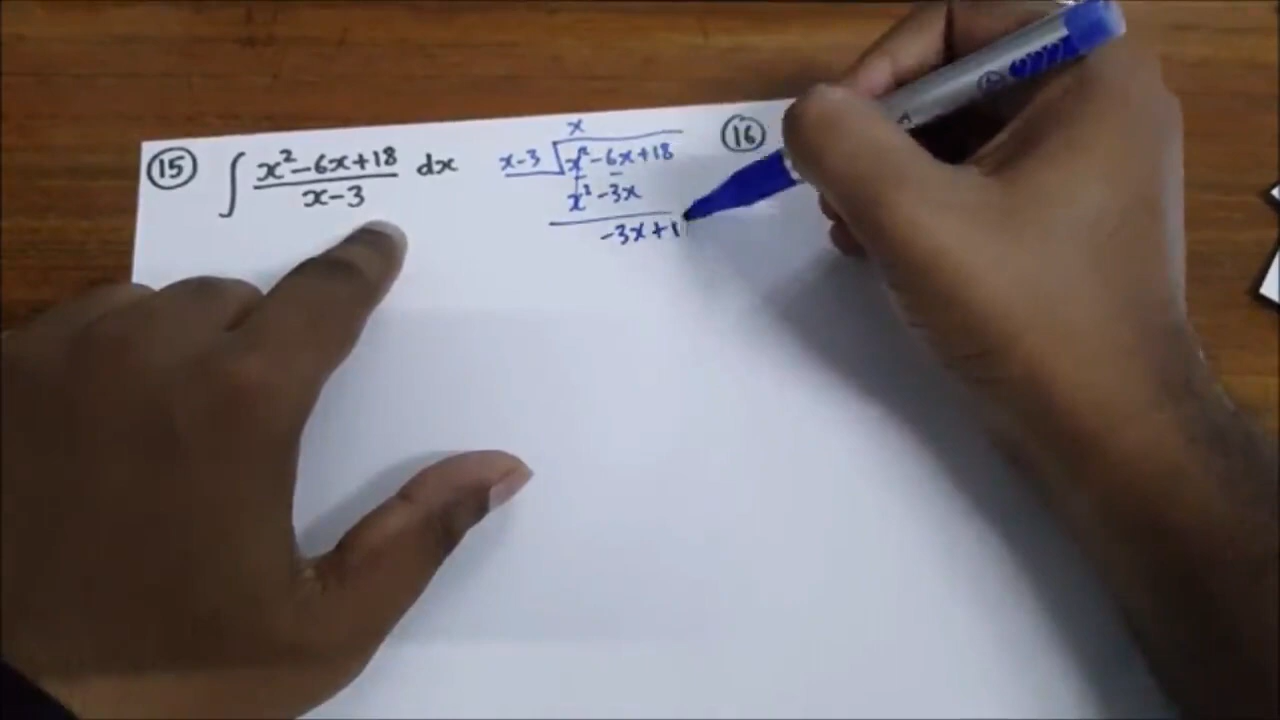 ⑮ ∫ x²-6x+18 / x-3 dx
x
x-3 x²-6x+18
x²-3x
-3x+1
⑯